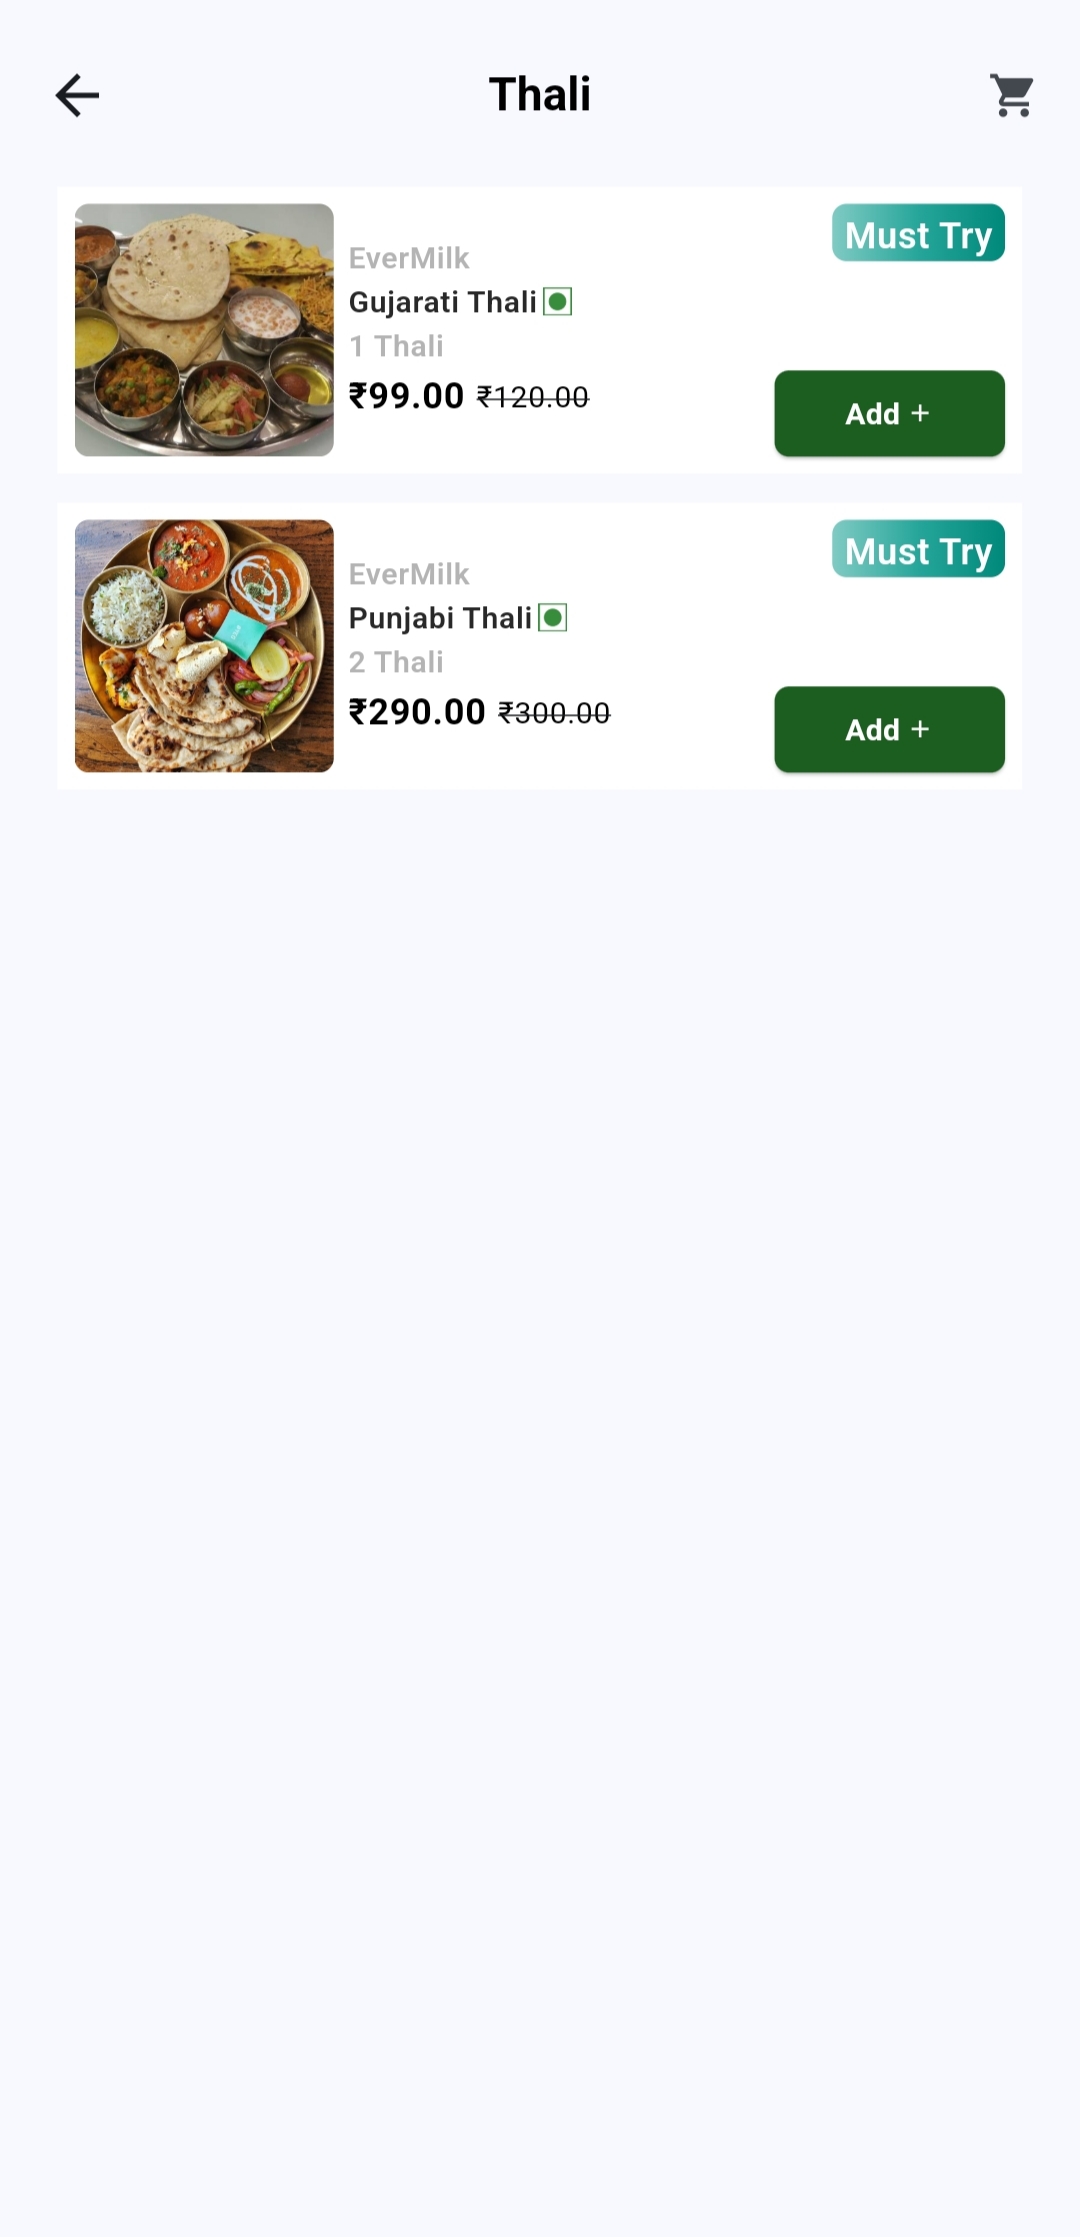 Thali
Must Try
EverMilk
Gujarati Thali
1 Thali
₹99.00 ₹120.00
Add +
Must Try
EverMilk
Punjabi Thali
2 Thali
₹290.00 ₹300.00
Add +